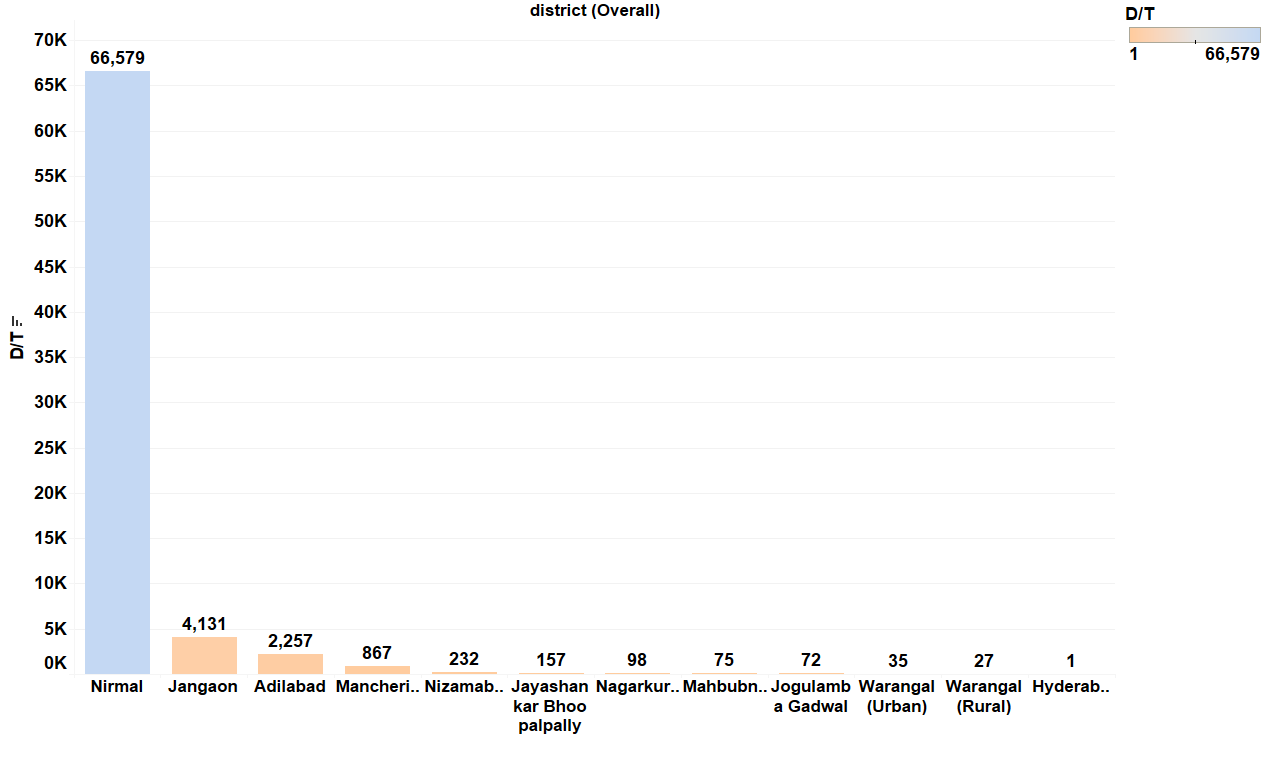 district (Overall)
D/T
1 66,579
D/T
70K
65K
60K
55K
50K
45K
40K
35K
30K
25K
20K
15K
10K
5K
0K
66,579
4,131
2,257
867
232
157
98
75
72
35
27
1
Nirmal
Jangaon
Adilabad
Mancheri..
Nizamab..
Jayashan
kar Bhoo
palpally
Nagarkur..
Mahbubn..
Jogulamb
a Gadwal
Warangal
(Urban)
Warangal
(Rural)
Hyderab..